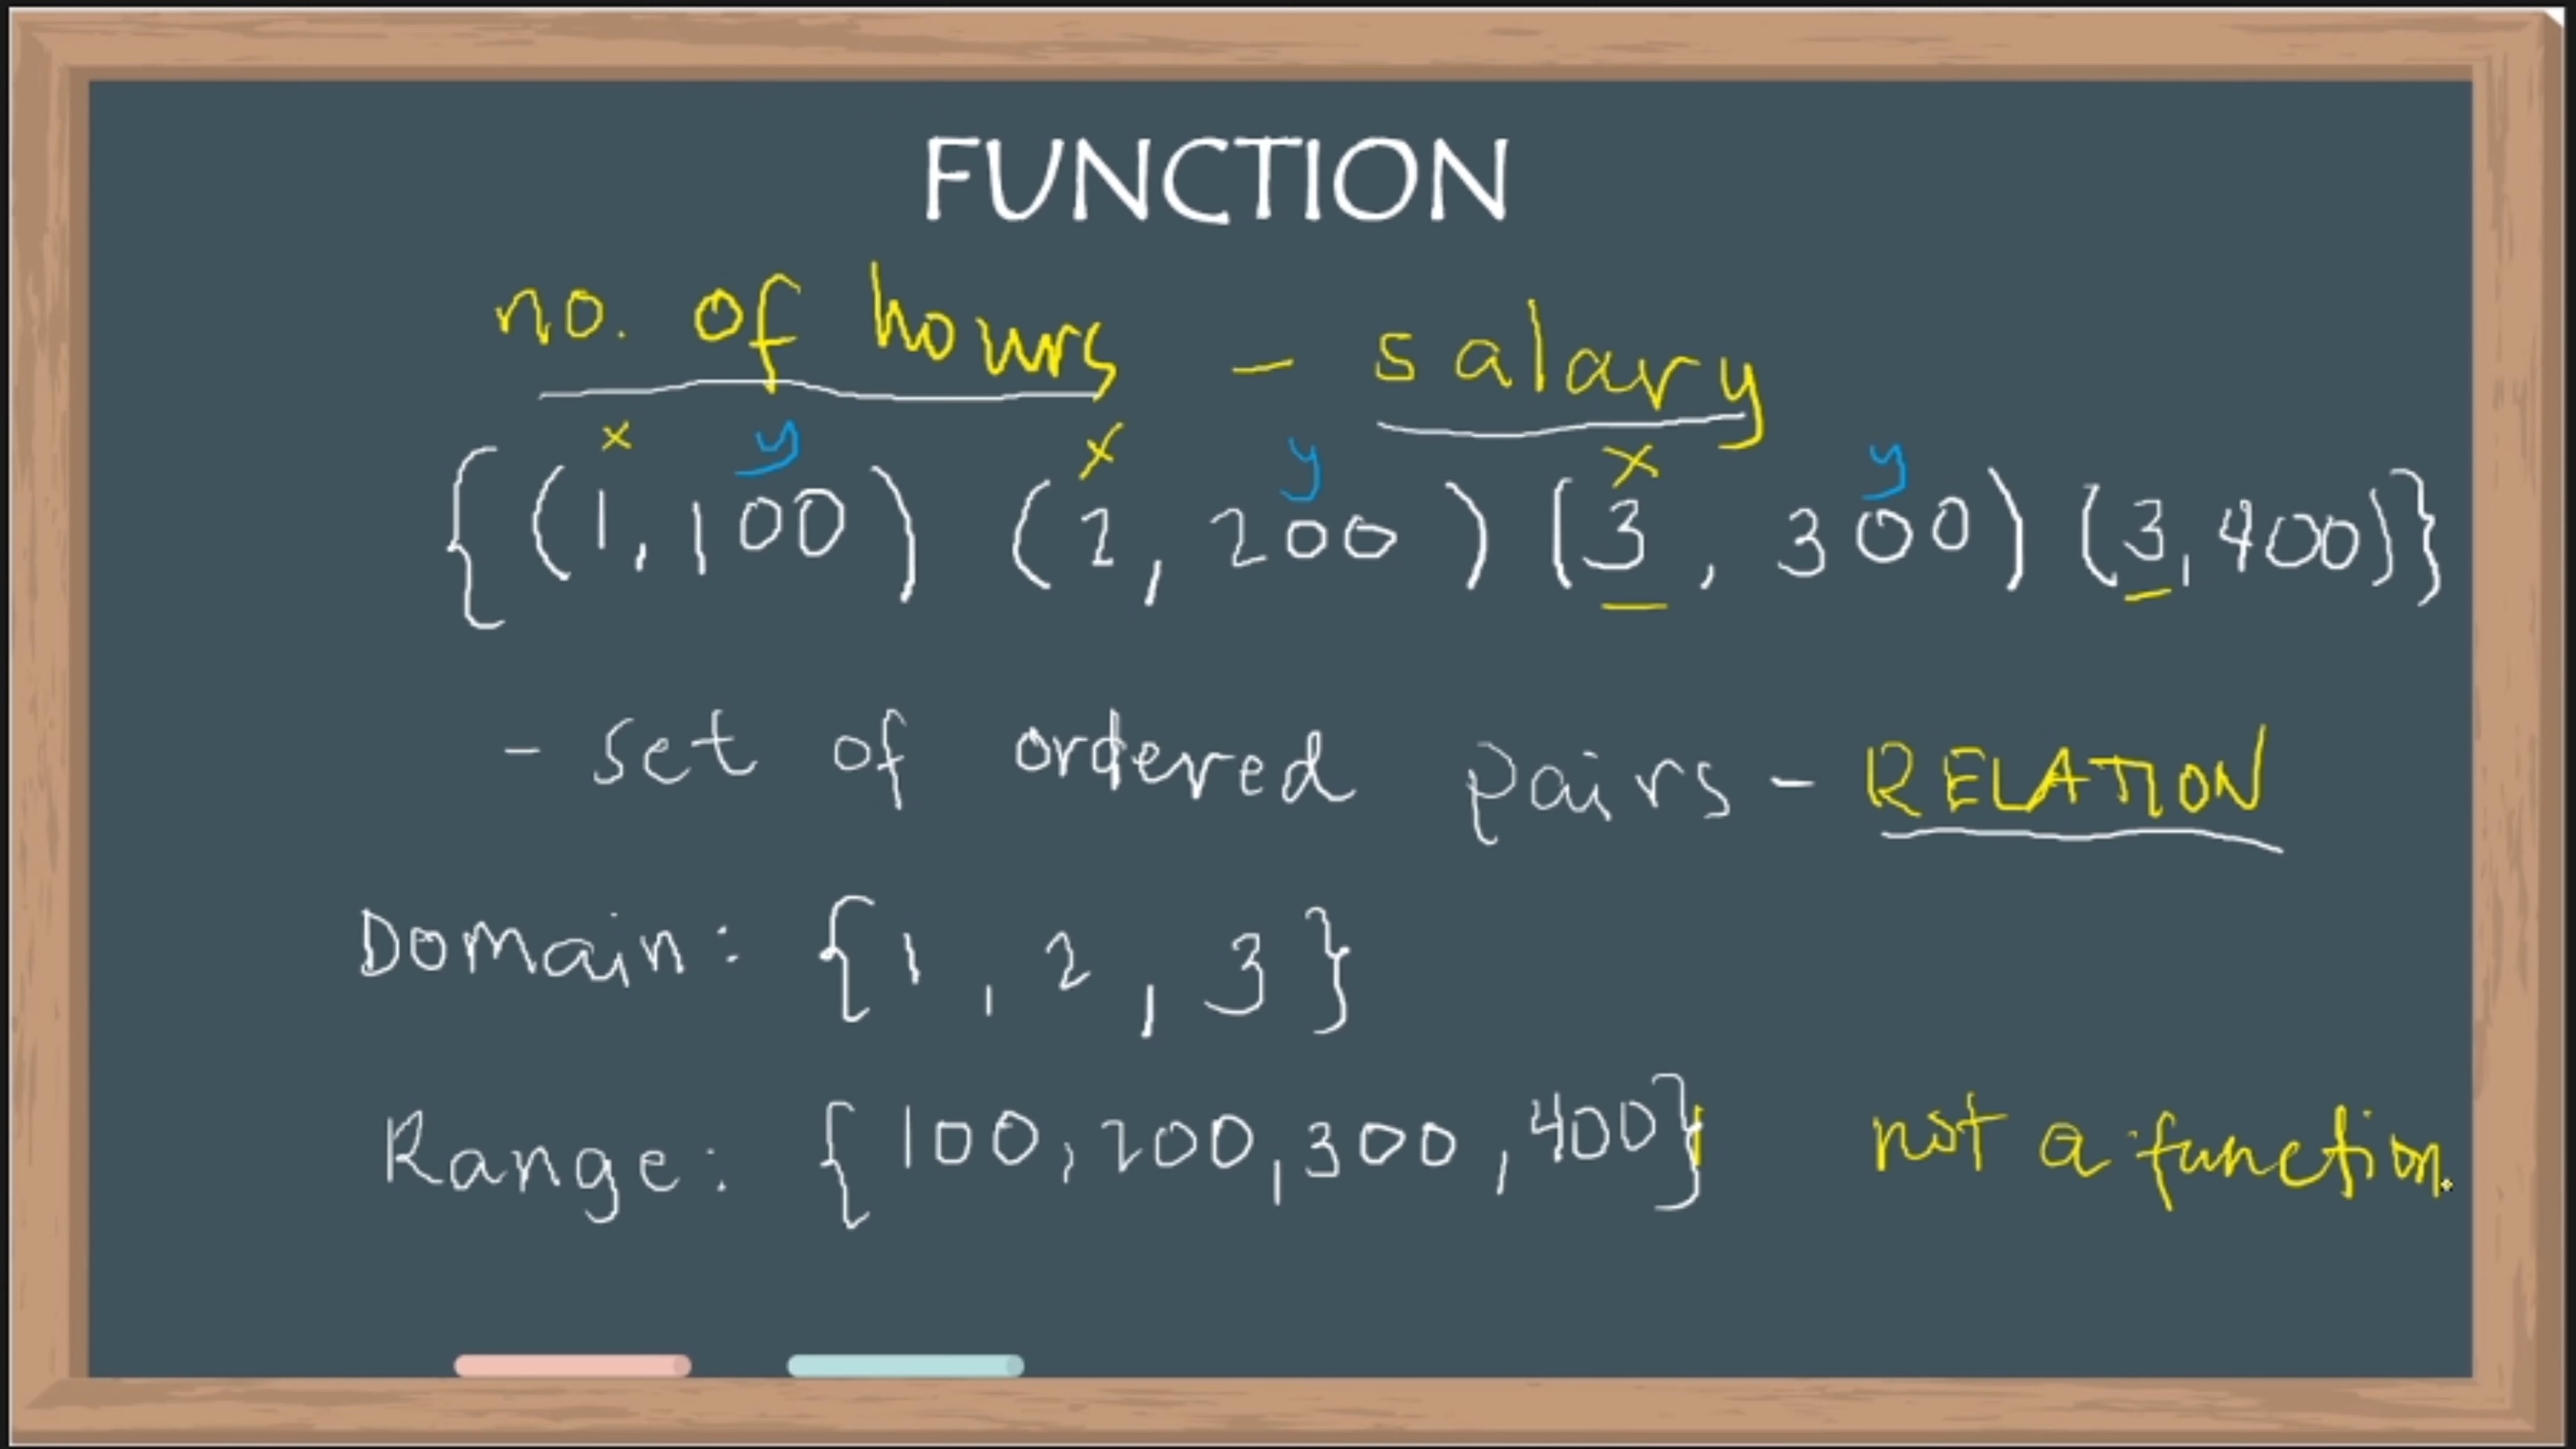 FUNCTION
no. of hours - salary
x y x y x y
{(1,100) (2, 200) (3, 300) (3,400)}
- set of ordered pairs - RELATION
Domain: {1, 2, 3}
Range: {100,200,300,400} not a function.